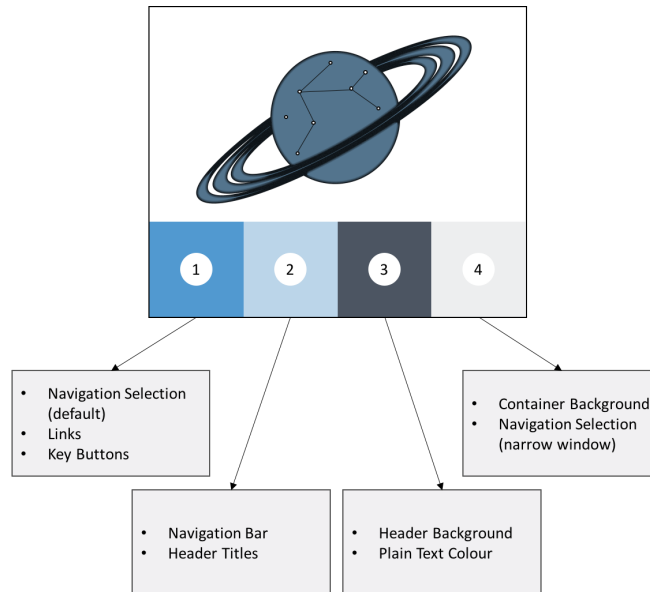 1
2
3
4
• Navigation Selection
(default)
• Links
• Key Buttons
• Container Background
• Navigation Selection
(narrow window)
• Navigation Bar
• Header Titles
• Header Background
• Plain Text Colour